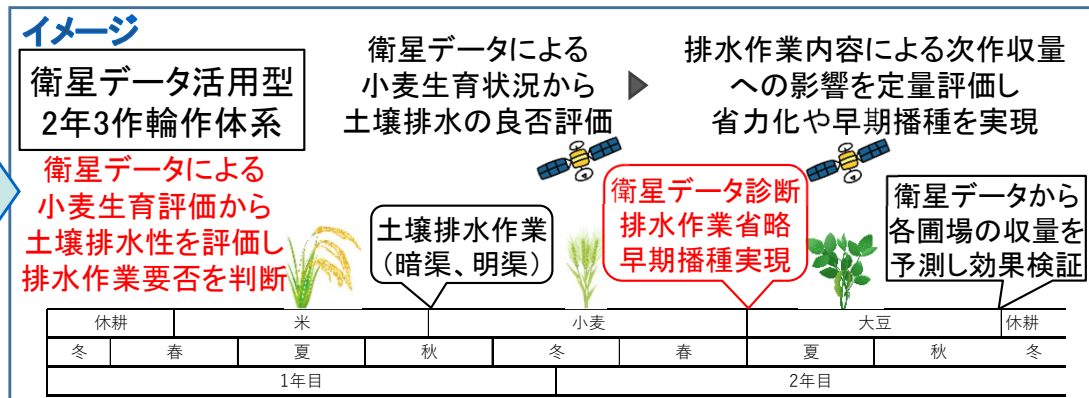 イメージ
衛星データ活用型
2年3作輪作体系
衛星データによる
小麦生育状況から
土壌排水の良否評価
排水作業内容による次作収量
への影響を定量評価し
省力化や早期播種を実現
衛星データによる
小麦生育評価から
土壌排水性を評価し
排水作業要否を判断
土壌排水作業
(暗渠、明渠)
衛星データ診断
排水作業省略
早期播種実現
衛星データから
各圃場の収量を
予測し効果検証
休耕 米 小麦 大豆 休耕
冬 春 夏 秋 冬 春 夏 秋 冬
1年目 2年目